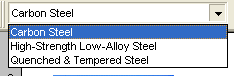 Carbon Steel
Carbon Steel
High-Strength Low-Alloy Steel
Quenched & Tempered Steel